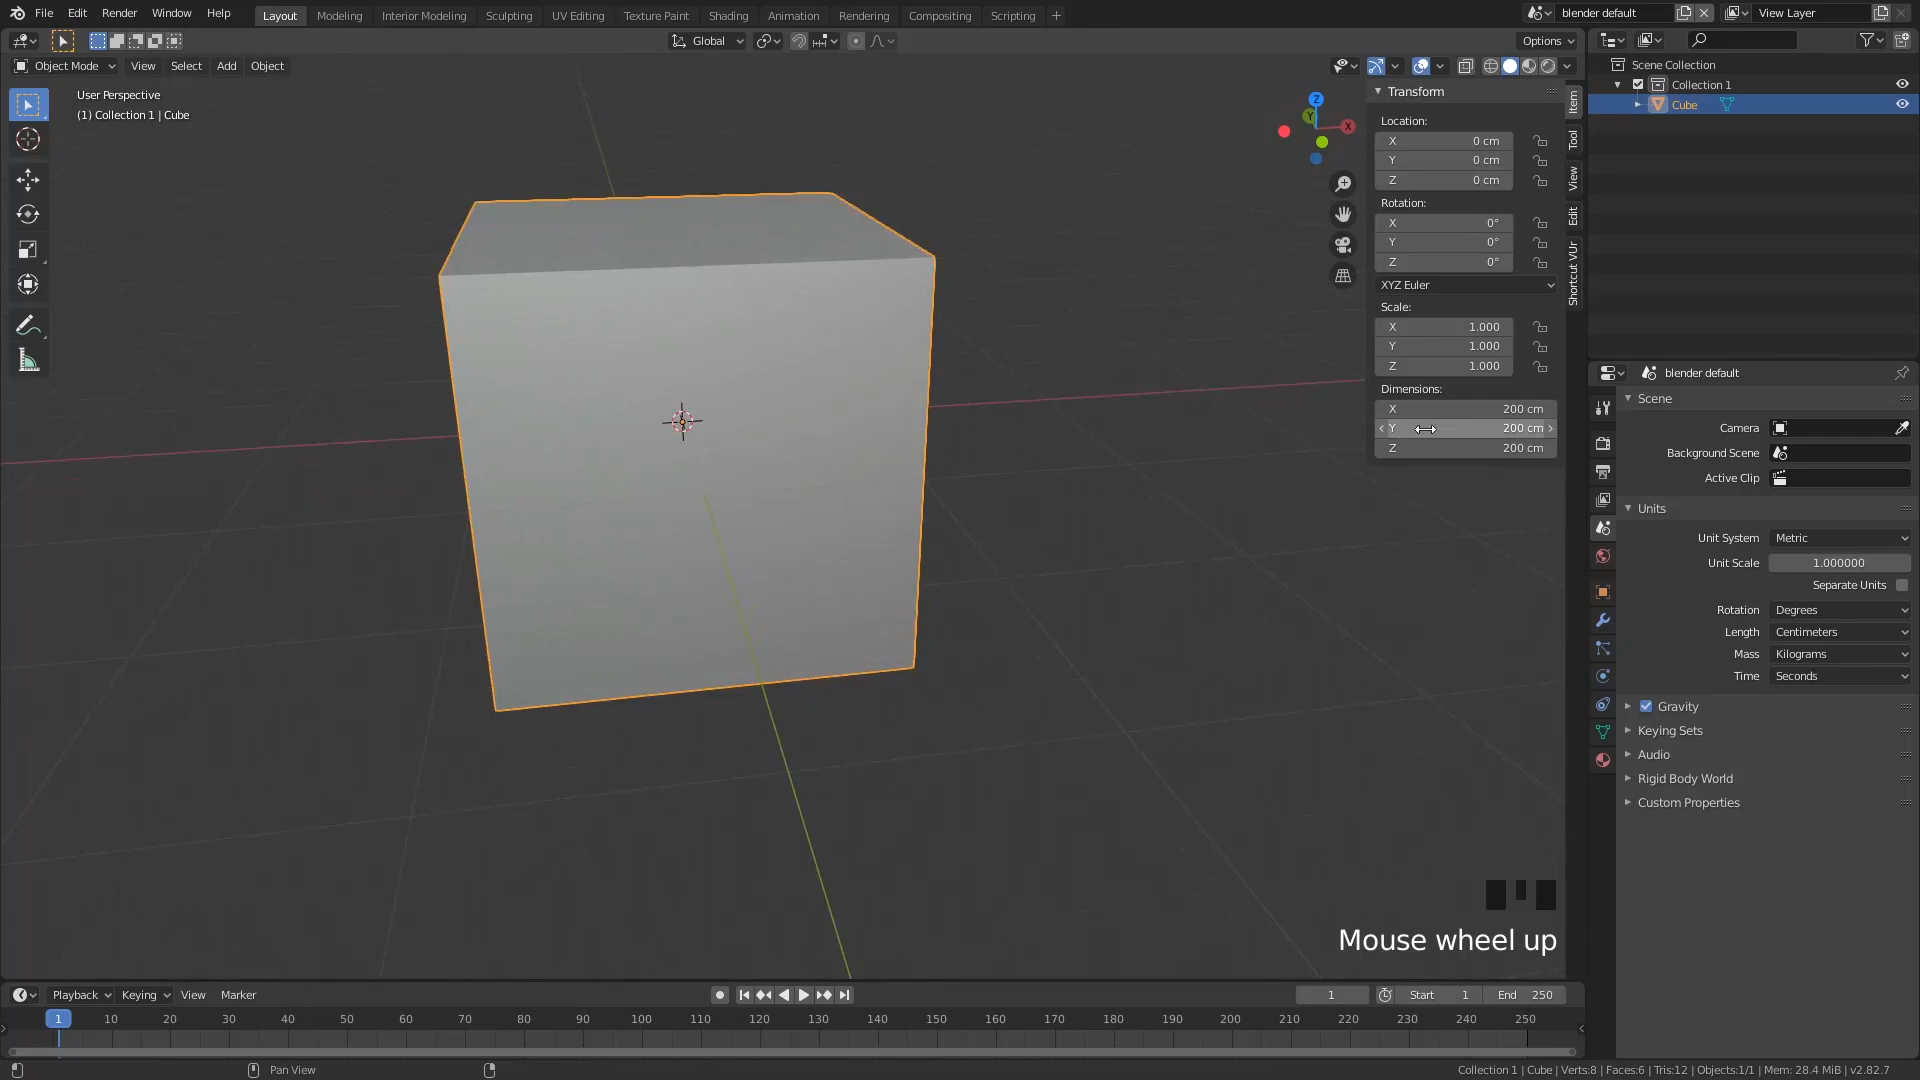 File Edit Render Window Help Layout Modeling Interior Modeling Sculpting UV Editing Texture Paint Shading Animation Rendering Compositing Scripting + blender default View Layer
Global Options
Object Mode View Select Add Object
User Perspective
(1) Collection 1 | Cube
Z
Y
X
Transform
Location:
X 0 cm
Y 0 cm
Z 0 cm
Rotation:
X 0°
Y 0°
Z 0°
XYZ Euler
Scale:
X 1.000
Y 1.000
Z 1.000
Dimensions:
X 200 cm
Y 200 cm
Z 200 cm
Item
Tool
View
Edit
Shortcut VUr
Scene Collection
Collection 1
Cube
blender default
Scene
Camera
Background Scene
Active Clip
Units
Unit System Metric
Unit Scale 1.000000
Separate Units
Rotation Degrees
Length Centimeters
Mass Kilograms
Time Seconds
Gravity
Keying Sets
Audio
Rigid Body World
Custom Properties
Mouse wheel up
Playback Keying View Marker 1 Start 1 End 250
1 10 20 30 40 50 60 70 80 90 100 110 120 130 140 150 160 170 180 190 200 210 220 230 240 250
Pan View
Collection 1 | Cube | Verts:8 | Faces:6 | Tris:12 | Objects:1/1 | Mem: 28.4 MiB | v2.82.7